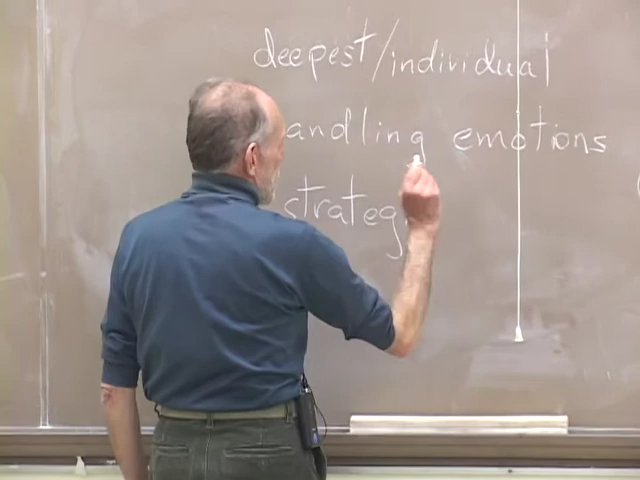 deepest/individual
andling emotions
strateg